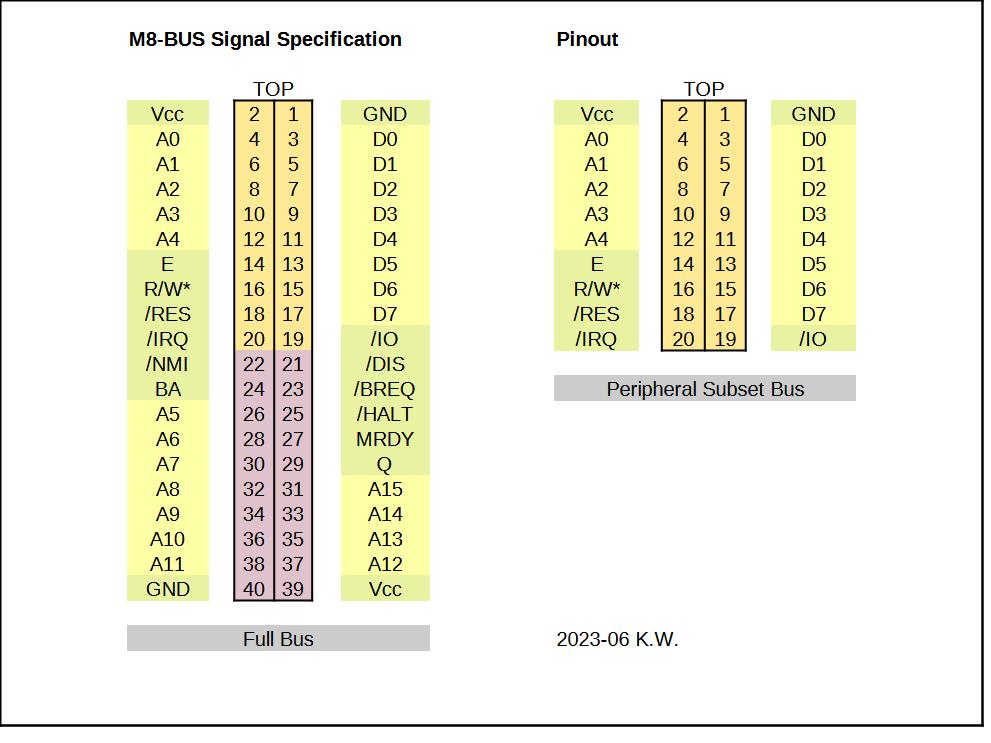 M8-BUS Signal Specification Pinout
TOP TOP
Vcc 2 1 GND Vcc 2 1 GND
A0 4 3 D0 A0 4 3 D0
A1 6 5 D1 A1 6 5 D1
A2 8 7 D2 A2 8 7 D2
A3 10 9 D3 A3 10 9 D3
A4 12 11 D4 A4 12 11 D4
E 14 13 D5 E 14 13 D5
R/W* 16 15 D6 R/W* 16 15 D6
/RES 18 17 D7 /RES 18 17 D7
/IRQ 20 19 /IO /IRQ 20 19 /IO
/NMI 22 21 /DIS
BA 24 23 /BREQ Peripheral Subset Bus
A5 26 25 /HALT
A6 28 27 MRDY
A7 30 29 Q
A8 32 31 A15
A9 34 33 A14
A10 36 35 A13
A11 38 37 A12
GND 40 39 Vcc
Full Bus 2023-06 K.W.